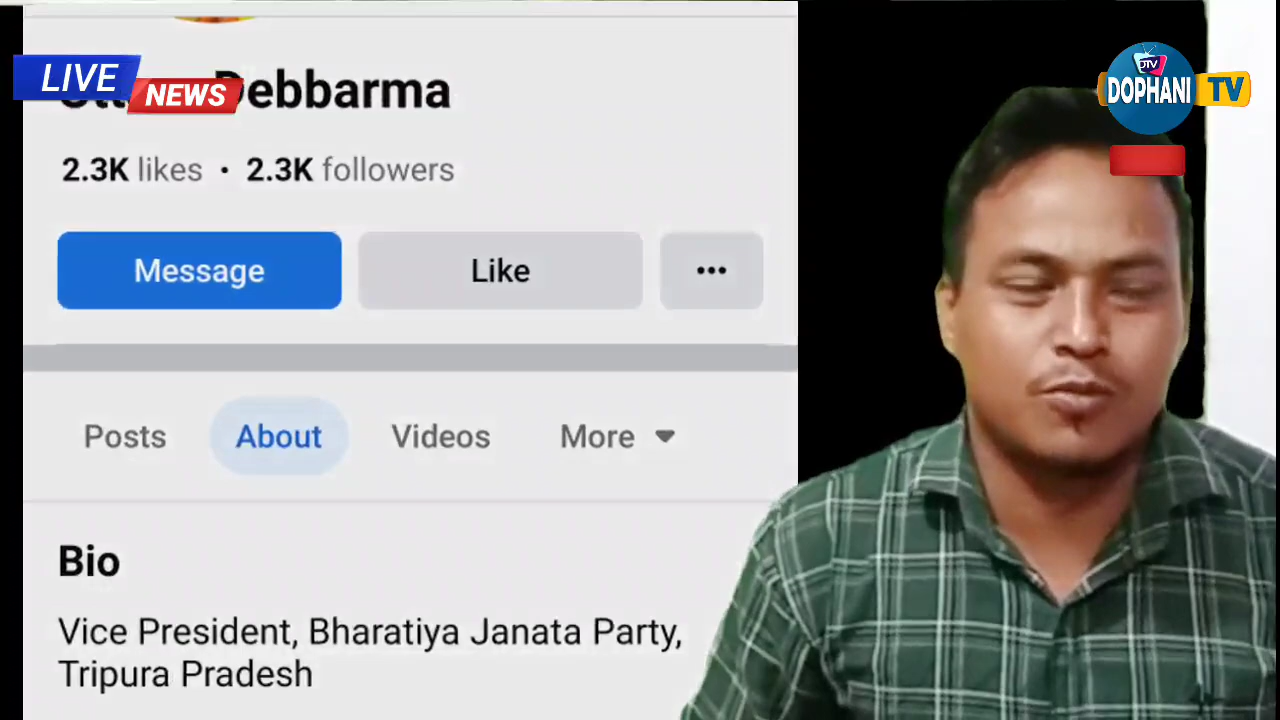 LIVE
NEWS
Debbarma
2.3K likes • 2.3K followers
Message
Like
Posts
About
Videos
More
Bio
Vice President, Bharatiya Janata Party,
Tripura Pradesh
DTV
DOPHANI TV